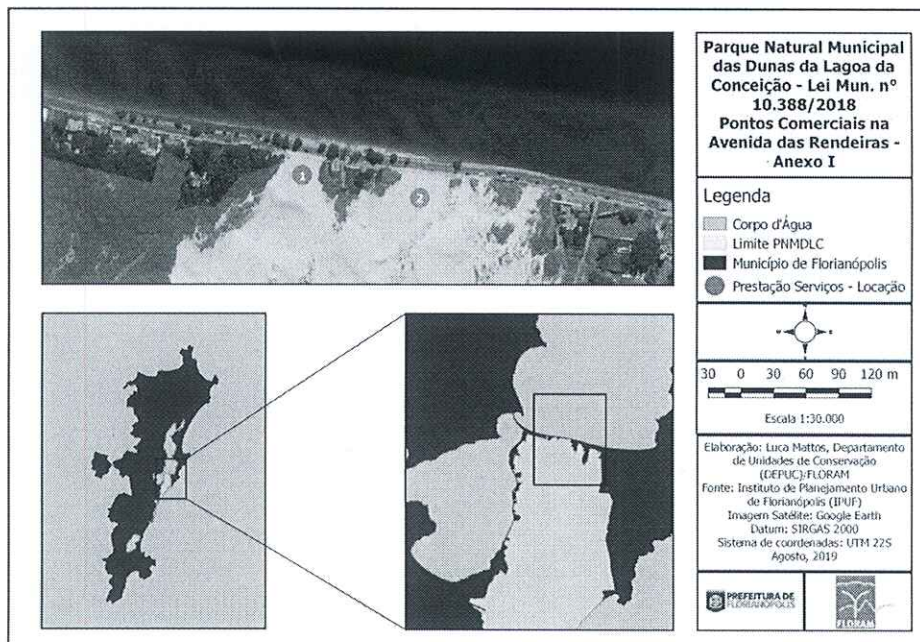 Parque Natural Municipal
das Dunas da Lagoa da
Conceição - Lei Mun. nº
10.388/2018
Pontos Comerciais na
Avenida das Rendeiras -
Anexo I
1
2
Legenda
Corpo d'Água
Limite PNMDLC
Município de Florianópolis
Prestação Serviços - Locação
30 0 30 60 90 120 m
Escala 1:30.000
Elaboração: Luca Mattos, Departamento
de Unidades de Conservação
(DEPUC)/FLORAM
Fonte: Instituto de Planejamento Urbano
de Florianópolis (IPUF)
Imagem Satélite: Google Earth
Datum: SIRGAS 2000
Sistema de coordenadas: UTM 22S
Agosto, 2019
PREFEITURA DE
FLORIANÓPOLIS
FLORAM